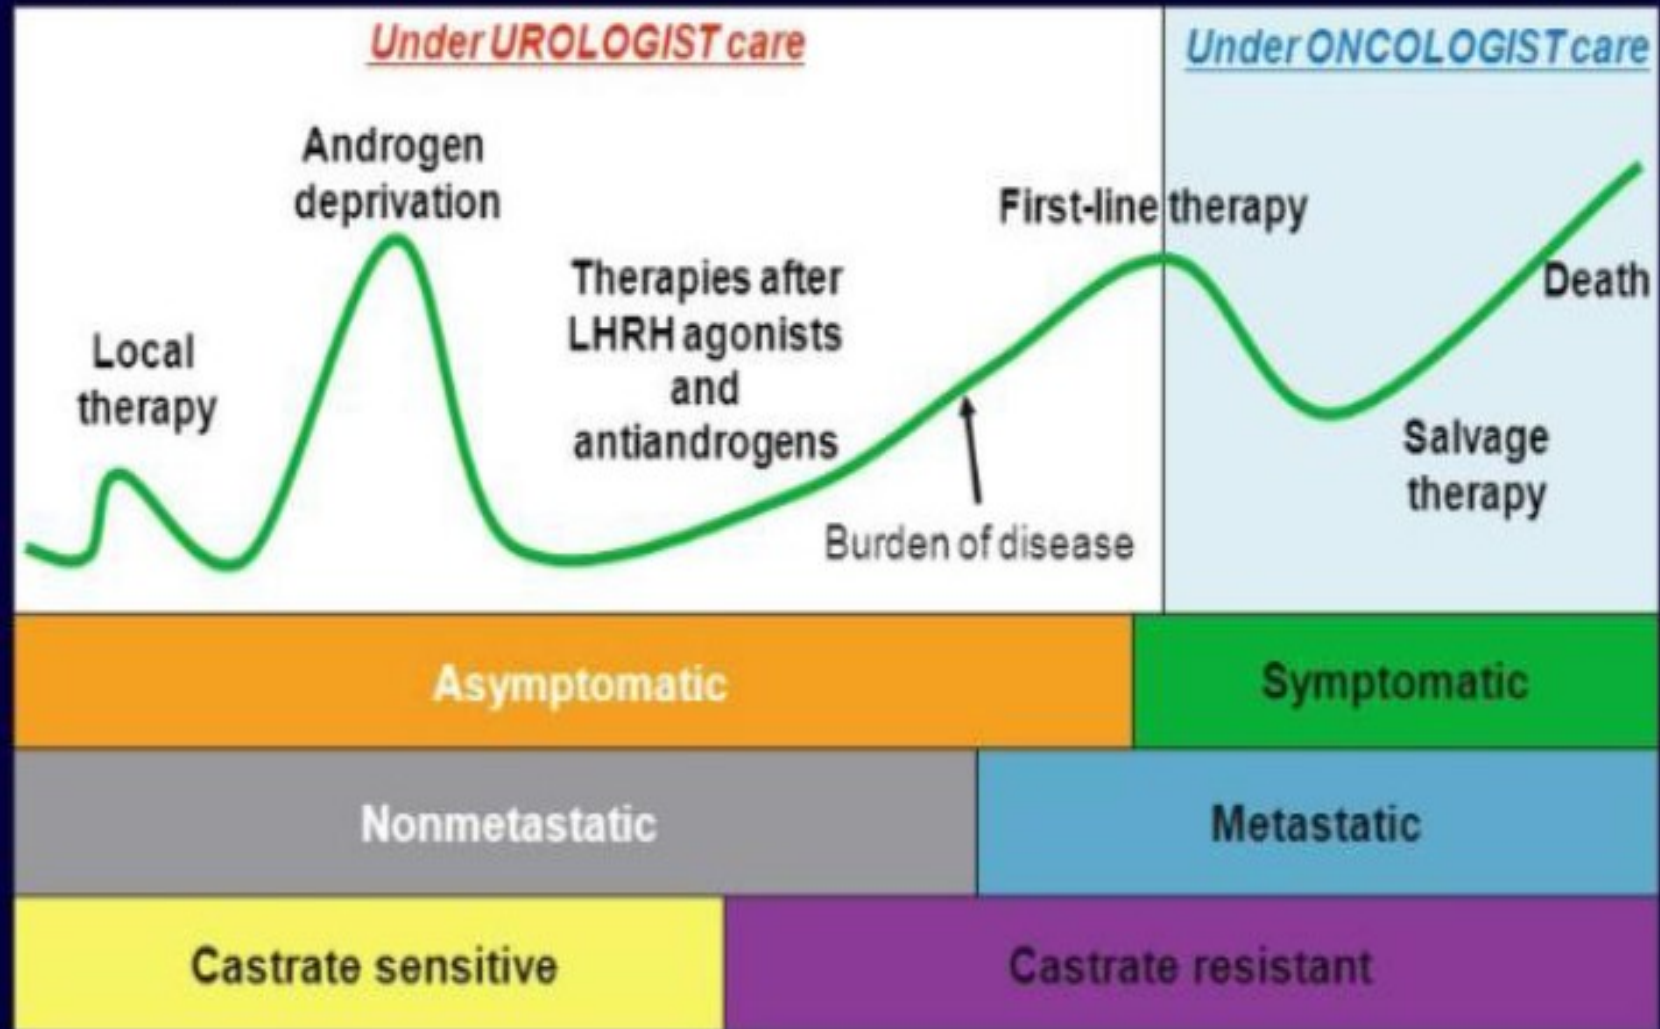 Under UROLOGIST care
Under ONCOLOGIST care
Androgen
deprivation
Local
therapy
Therapies after
LHRH agonists
and
antiandrogens
First-line therapy
Burden of disease
Death
Salvage
therapy
Asymptomatic
Symptomatic
Nonmetastatic
Metastatic
Castrate sensitive
Castrate resistant